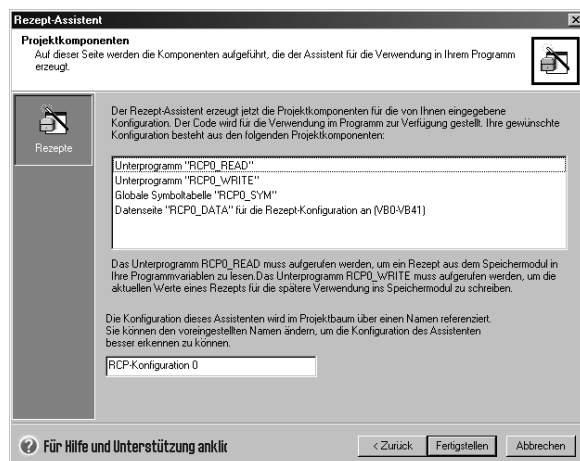 Rezept-Assistent
Projektkomponenten
Auf dieser Seite werden die Komponenten aufgeführt, die der Assistent für die Verwendung in Ihrem Programm
erzeugt.
Rezepte
Der Rezept-Assistent erzeugt jetzt die Projektkomponenten für die von Ihnen eingegebene
Konfiguration. Der Code wird für die Verwendung im Programm zur Verfügung gestellt. Ihre gewünschte
Konfiguration besteht aus den folgenden Projektkomponenten:
Unterprogramm "RCP0_READ"
Unterprogramm "RCP0_WRITE"
Globale Symboltabelle "RCP0_SYM"
Datenseite "RCP0_DATA" für die Rezept-Konfiguration an (VB0-VB41)
Das Unterprogramm RCP0_READ muss aufgerufen werden, um ein Rezept aus dem Speichermodul in
Ihre Programmvariablen zu lesen.Das Unterprogramm RCP0_WRITE muss aufgerufen werden, um die
aktuellen Werte eines Rezepts für die spätere Verwendung ins Speichermodul zu schreiben.
Die Konfiguration dieses Assistenten wird im Projektbaum über einen Namen referenziert.
Sie können den voreingestellten Namen ändern, um die Konfiguration des Assistenten
besser erkennen zu können.
RCP-Konfiguration 0
Für Hilfe und Unterstützung anklic
< Zurück Fertigstellen Abbrechen